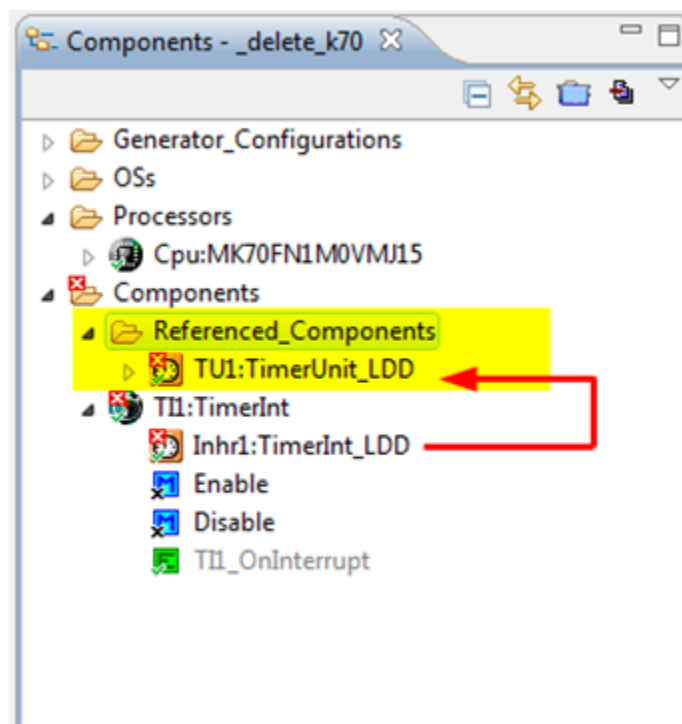 Components - _delete_k70
Generator_Configurations
OSs
Processors
Cpu:MK70FN1M0VMJ15
Components
Referenced_Components
TU1:TimerUnit_LDD
TI1:TimerInt
Inhr1:TimerInt_LDD
Enable
Disable
TI1_OnInterrupt